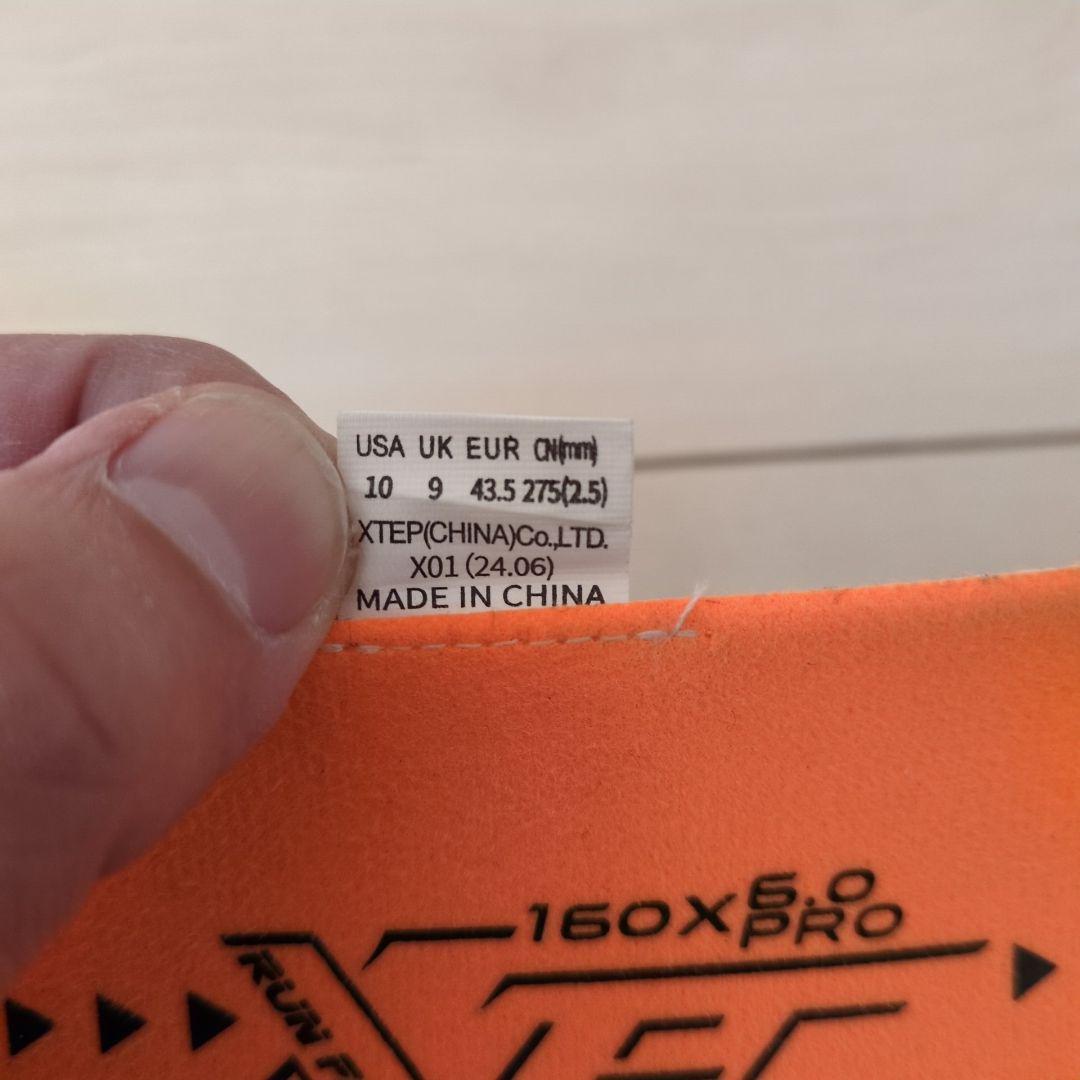 USA UK EUR CN(mm)
10 9 43.5 275(2.5)
XTEP(CHINA)Co.,LTD.
X01 (24.06)
MADE IN CHINA
160X 6.0
PRO
RUN